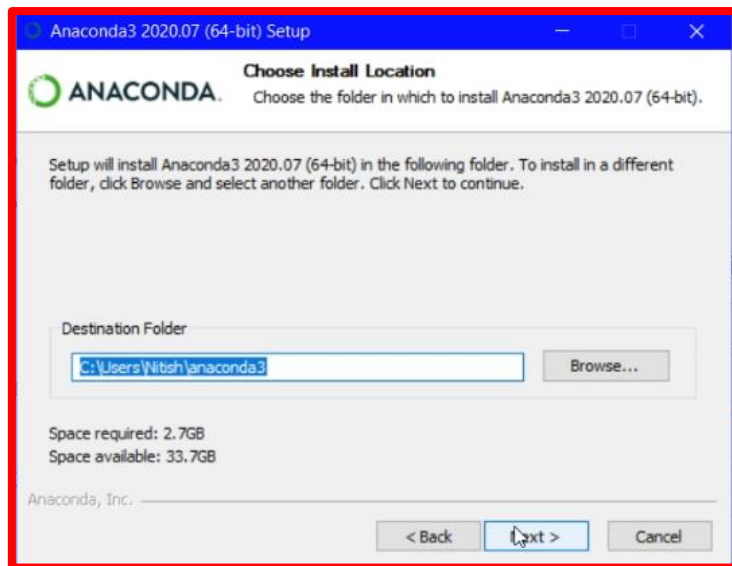 Anaconda3 2020.07 (64-bit) Setup
ANACONDA.
Choose Install Location
Choose the folder in which to install Anaconda3 2020.07 (64-bit).
Setup will install Anaconda3 2020.07 (64-bit) in the following folder. To install in a different
folder, click Browse and select another folder. Click Next to continue.
Destination Folder
C:\Users\Nitish\anaconda3
Browse...
Space required: 2.7GB
Space available: 33.7GB
Anaconda, Inc.
< Back
Next >
Cancel